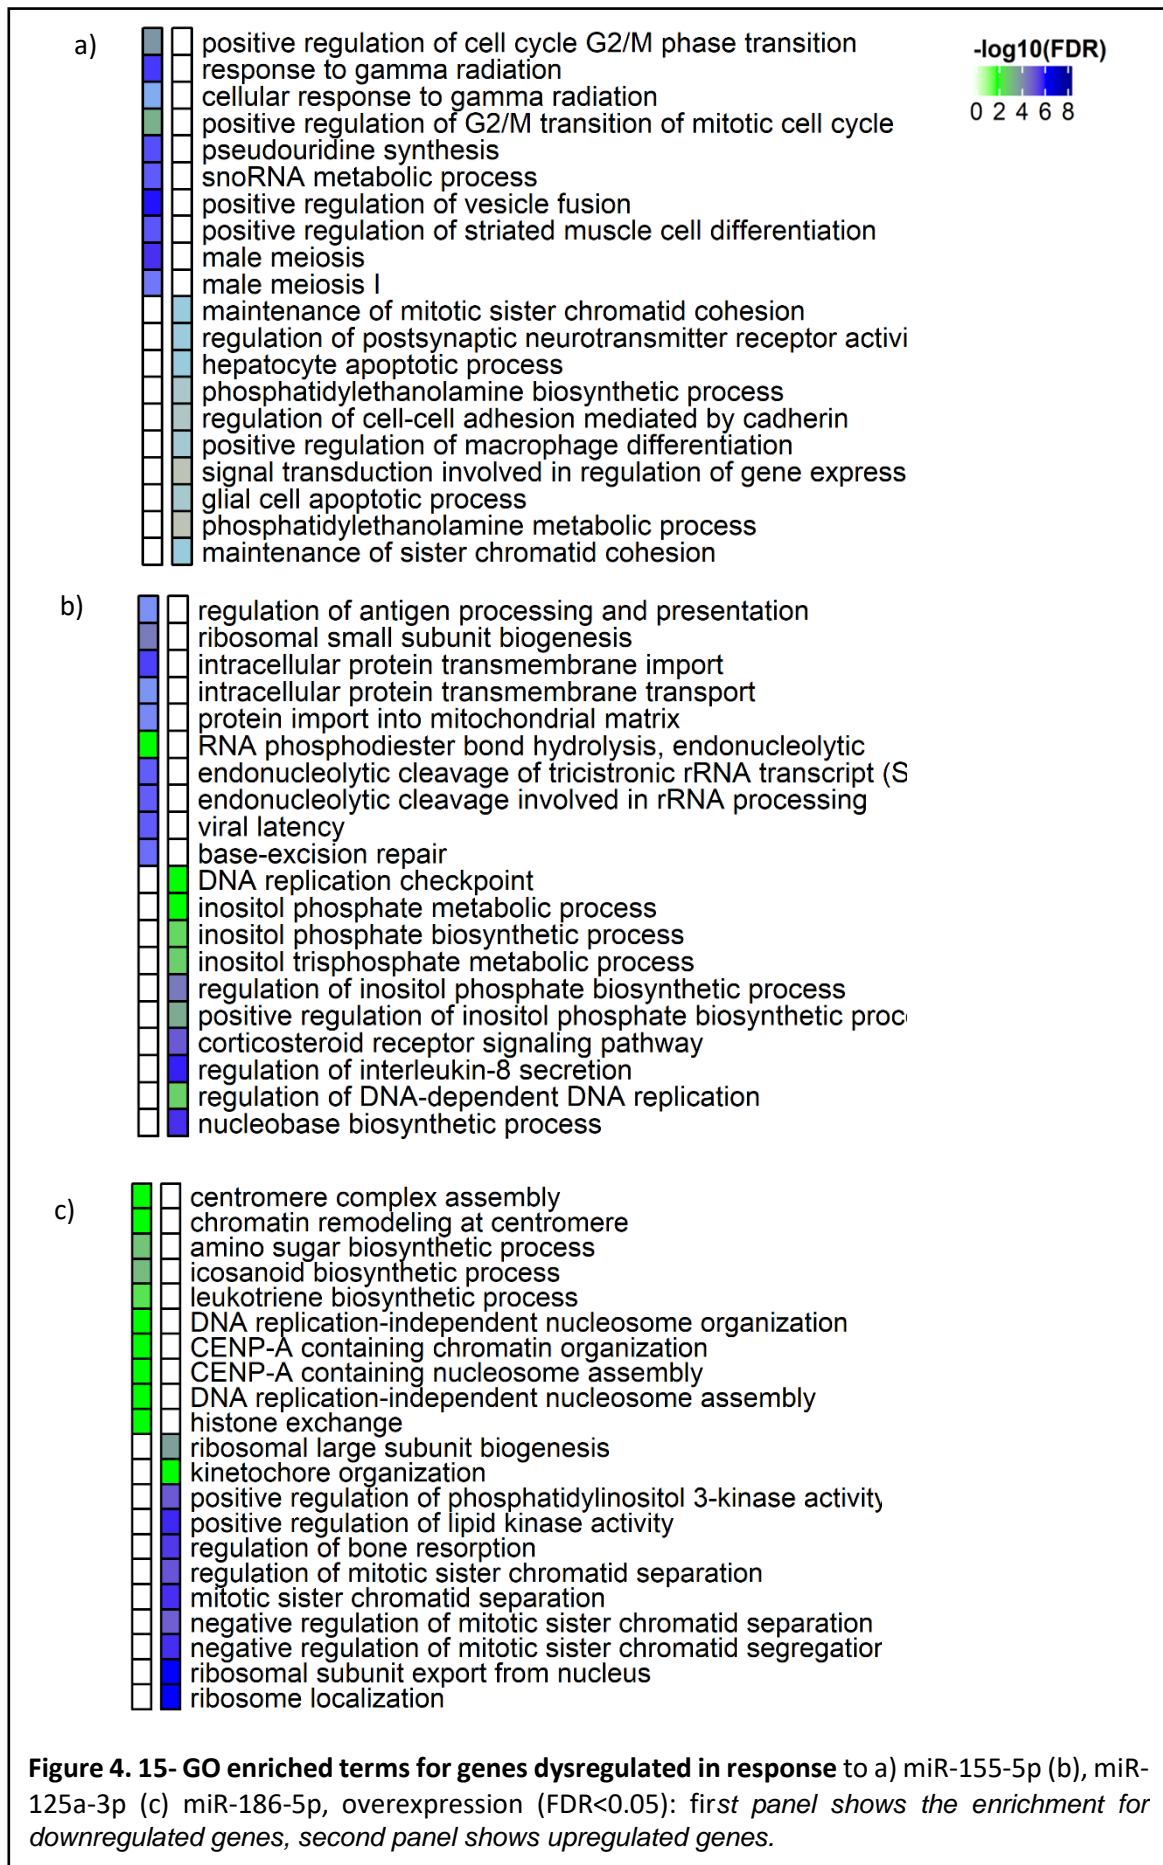 a)
positive regulation of cell cycle G2/M phase transition
response to gamma radiation
cellular response to gamma radiation
positive regulation of G2/M transition of mitotic cell cycle
pseudouridine synthesis
snoRNA metabolic process
positive regulation of vesicle fusion
positive regulation of striated muscle cell differentiation
male meiosis
male meiosis I
maintenance of mitotic sister chromatid cohesion
regulation of postsynaptic neurotransmitter receptor activi
hepatocyte apoptotic process
phosphatidylethanolamine biosynthetic process
regulation of cell-cell adhesion mediated by cadherin
positive regulation of macrophage differentiation
signal transduction involved in regulation of gene express
glial cell apoptotic process
phosphatidylethanolamine metabolic process
maintenance of sister chromatid cohesion
-log10(FDR)
0 2 4 6 8
b)
regulation of antigen processing and presentation
ribosomal small subunit biogenesis
intracellular protein transmembrane import
intracellular protein transmembrane transport
protein import into mitochondrial matrix
RNA phosphodiester bond hydrolysis, endonucleolytic
endonucleolytic cleavage of tricistronic rRNA transcript (S
endonucleolytic cleavage involved in rRNA processing
viral latency
base-excision repair
DNA replication checkpoint
inositol phosphate metabolic process
inositol phosphate biosynthetic process
inositol trisphosphate metabolic process
regulation of inositol phosphate biosynthetic process
positive regulation of inositol phosphate biosynthetic proc
corticosteroid receptor signaling pathway
regulation of interleukin-8 secretion
regulation of DNA-dependent DNA replication
nucleobase biosynthetic process
c)
centromere complex assembly
chromatin remodeling at centromere
amino sugar biosynthetic process
icosanoid biosynthetic process
leukotriene biosynthetic process
DNA replication-independent nucleosome organization
CENP-A containing chromatin organization
CENP-A containing nucleosome assembly
DNA replication-independent nucleosome assembly
histone exchange
ribosomal large subunit biogenesis
kinetochore organization
positive regulation of phosphatidylinositol 3-kinase activity
positive regulation of lipid kinase activity
regulation of bone resorption
regulation of mitotic sister chromatid separation
mitotic sister chromatid separation
negative regulation of mitotic sister chromatid separation
negative regulation of mitotic sister chromatid segregation
ribosomal subunit export from nucleus
ribosome localization
Figure 4. 15- GO enriched terms for genes dysregulated in response to a) miR-155-5p (b), miR-
125a-3p (c) miR-186-5p, overexpression (FDR<0.05): first panel shows the enrichment for
downregulated genes, second panel shows upregulated genes.